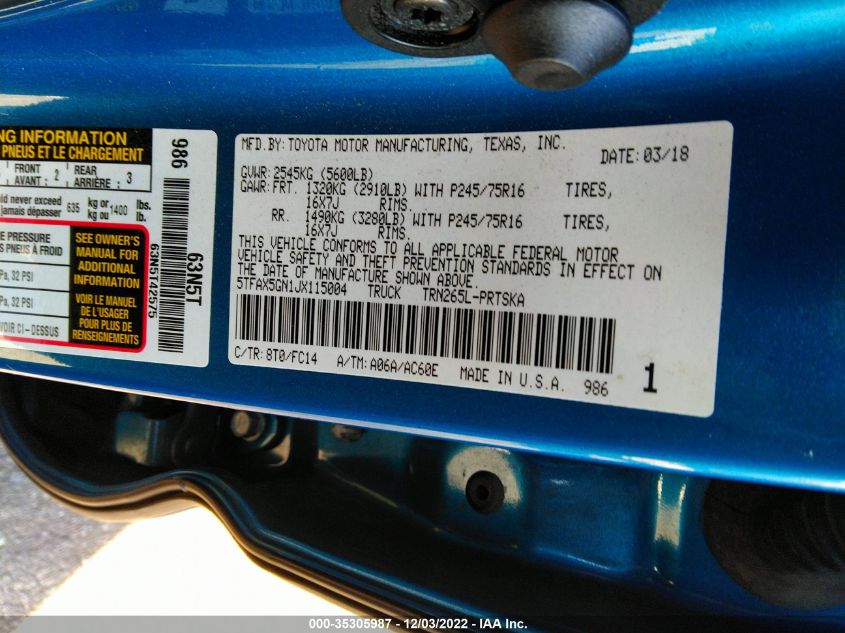 NG INFORMATION
PNEUS ET LE CHARGEMENT
FRONT AVANT : 2
REAR ARRIÈRE : 3
ld never exceed
jamais dépasser
635 kg or kg ou 1400 lbs. lb.
E PRESSURE
S PNEUS À FROID
Pa, 32 PSI
Pa, 32 PSI
VOIR CI-DESSUS
SEE OWNER'S
MANUAL FOR
ADDITIONAL
INFORMATION
VOIR LE MANUEL
DE L'USAGER
POUR PLUS DE
RENSEIGNEMENTS
63N5T42575
986
63N5T
MFD.BY:TOYOTA MOTOR MANUFACTURING, TEXAS, INC.
DATE:03/18
GVWR:2545KG (5600LB)
GAWR:FRT. 1320KG (2910LB) WITH P245/75R16 TIRES,
16X7J RIMS.
RR. 1490KG (3280LB) WITH P245/75R16 TIRES,
16X7J RIMS.
THIS VEHICLE CONFORMS TO ALL APPLICABLE FEDERAL MOTOR
VEHICLE SAFETY AND THEFT PREVENTION STANDARDS IN EFFECT ON
THE DATE OF MANUFACTURE SHOWN ABOVE.
5TFAX5GN1JX115004 TRUCK TRN265L-PRTSKA
C/TR:8T0/FC14 A/TM:A06A/AC60E MADE IN U.S.A. 986
1
000-35305987 - 12/03/2022 - IAA Inc.